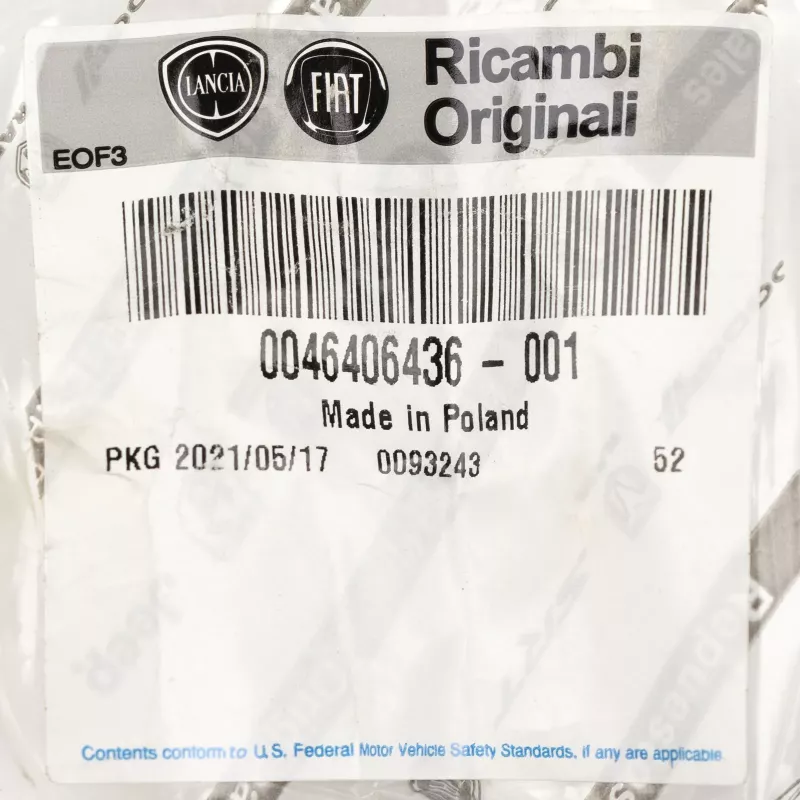 LANCIA
FIAT
Ricambi
Originali
EOF3
0046406436 - 001
Made in Poland
PKG 2021/05/17 0093243 52
Jeep
Contents conform to U.S. Federal Motor Vehicle Safety Standards, if any are applicable.